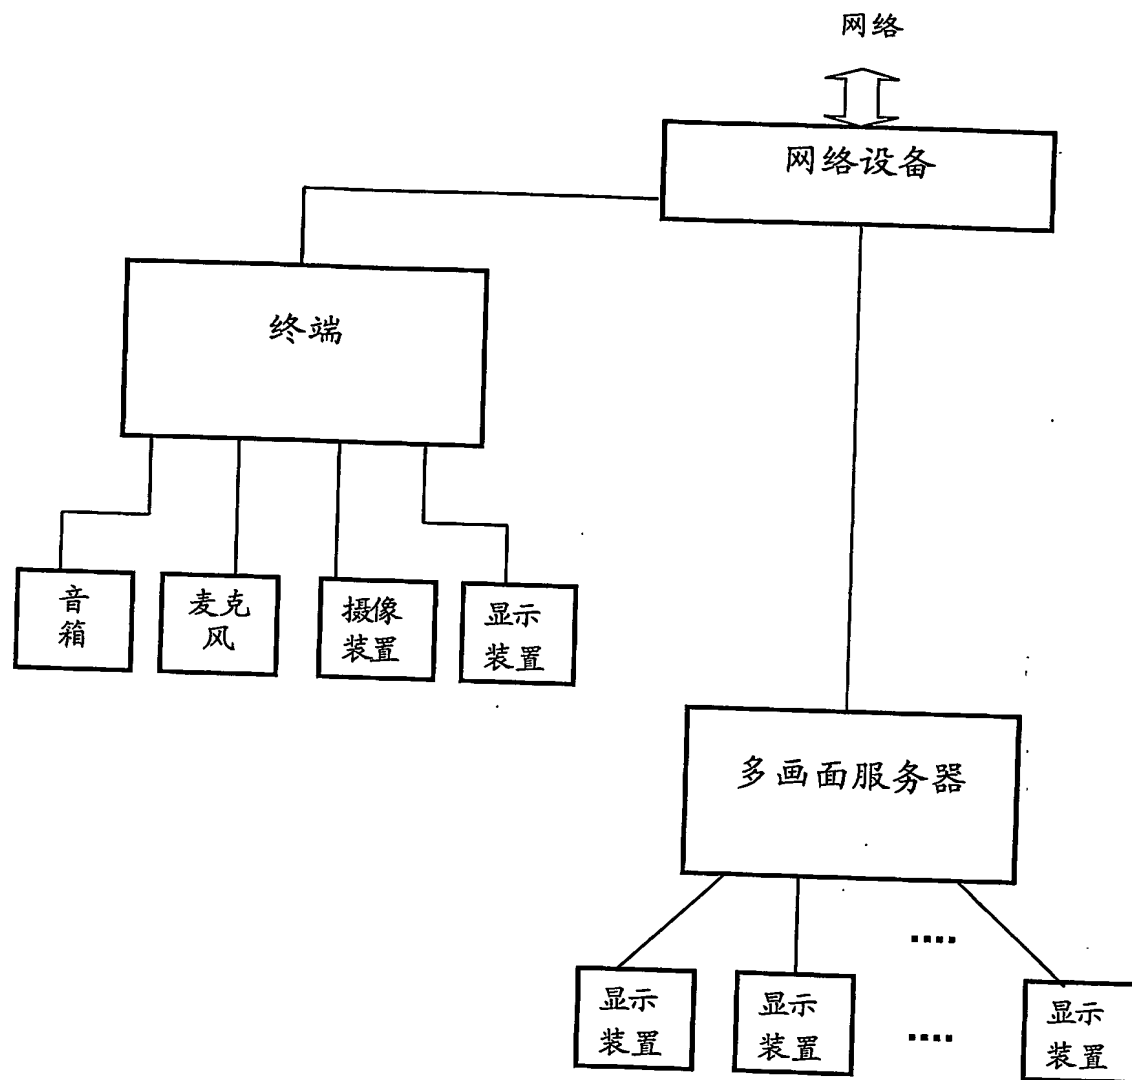 网络
网络设备
终端
音
箱
麦克
风
摄像
装置
显示
装置
多画面服务器
....
显示
装置
显示
装置
....
显示
装置